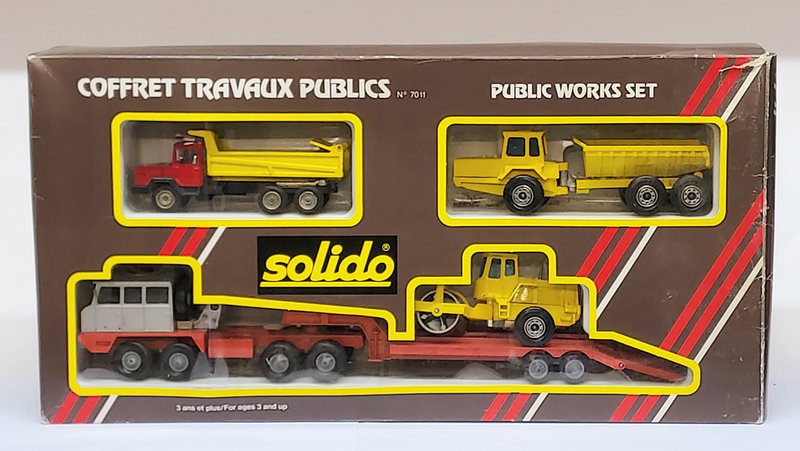 COFFRET TRAVAUX PUBLICS N° 7011
PUBLIC WORKS SET
solido®
3 ans et plus/For ages 3 and up